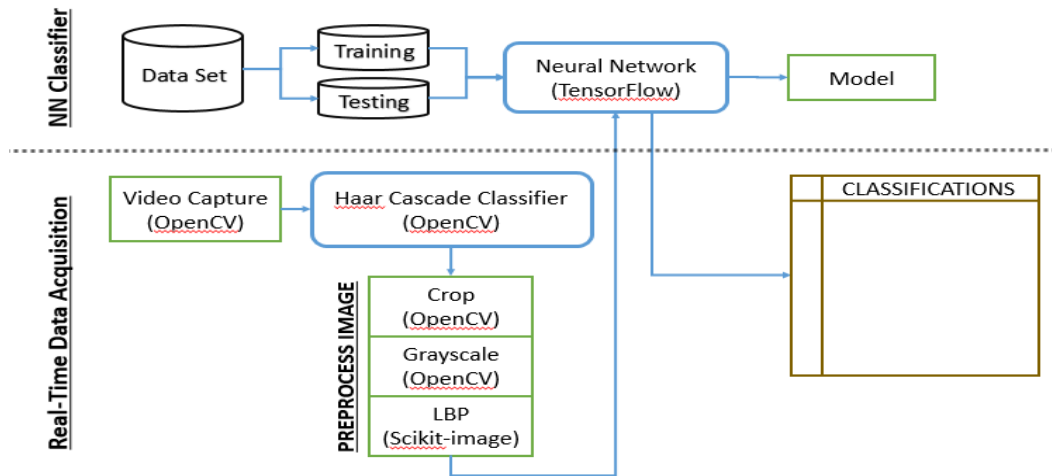 NN Classifier
Data Set
Training
Testing
Neural Network
(TensorFlow)
Model
Real-Time Data Acquisition
Video Capture
(OpenCV)
Haar Cascade Classifier
(OpenCV)
PREPROCESS IMAGE
Crop
(OpenCV)
Grayscale
(OpenCV)
LBP
(Scikit-image)
CLASSIFICATIONS